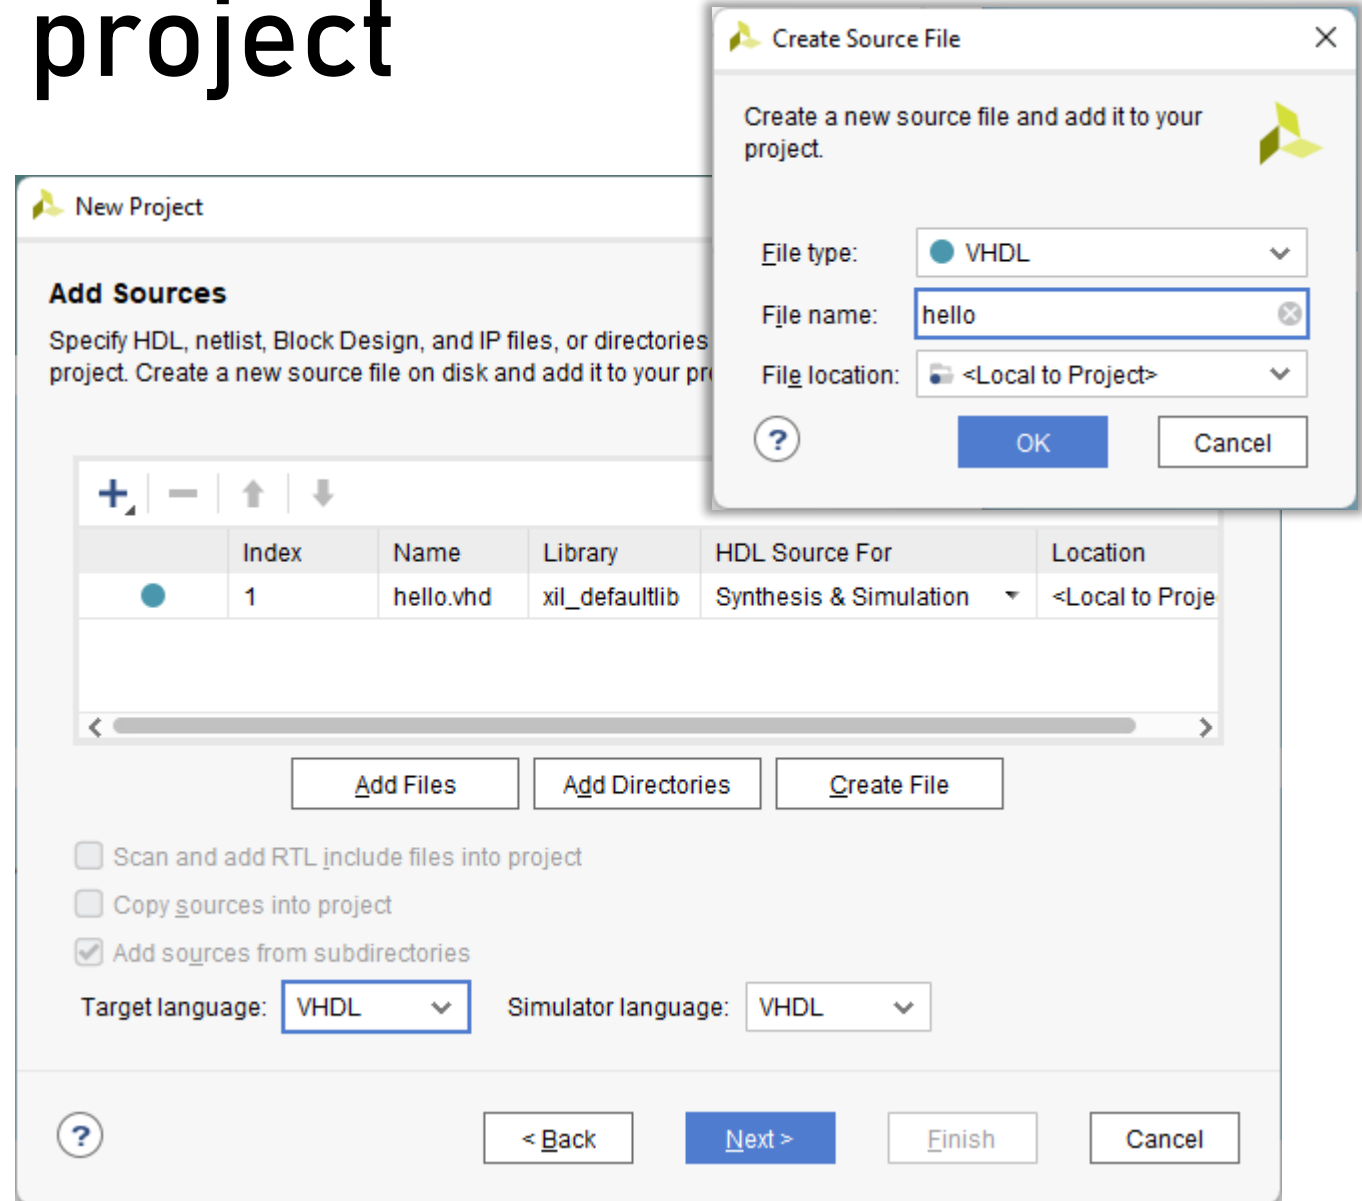 project
Create Source File
Create a new source file and add it to your
project.
File type:
VHDL
File name:
hello
File location:
<Local to Project>
?
OK
Cancel
New Project
Add Sources
Specify HDL, netlist, Block Design, and IP files, or directories
project. Create a new source file on disk and add it to your
Index Name Library HDL Source For Location
1 hello.vhd xil_defaultlib Synthesis & Simulation <Local to Proje
Add Files
Add Directories
Create File
Scan and add RTL include files into project
Copy sources into project
Add sources from subdirectories
Target language: VHDL Simulator language: VHDL
?
< Back
Next >
Finish
Cancel